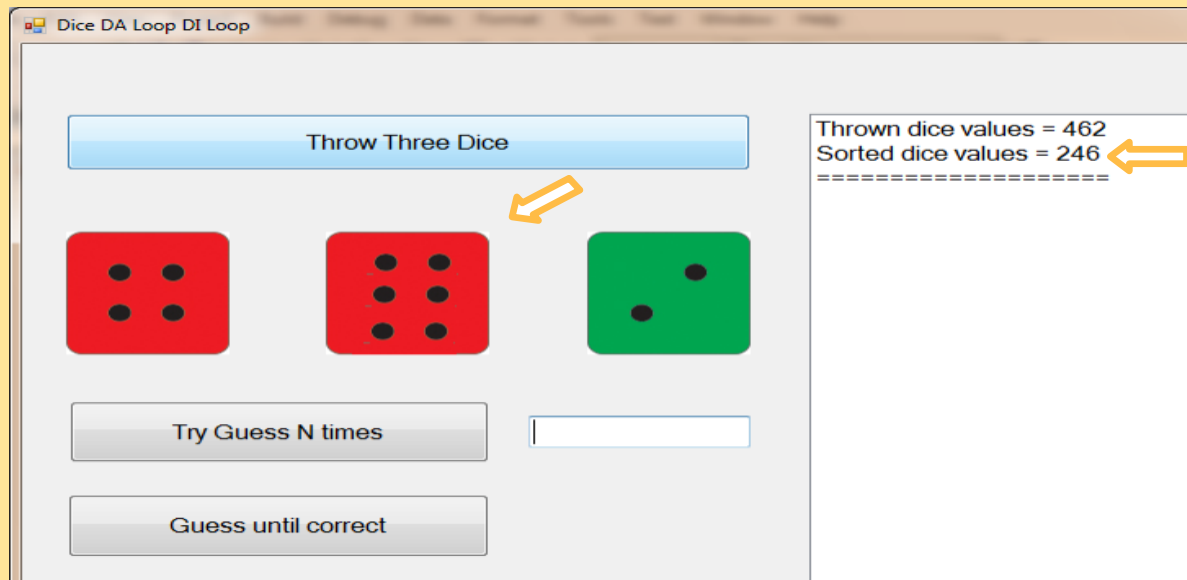 Dice DA Loop DI Loop
Throw Three Dice
Thrown dice values = 462
Sorted dice values = 246
====================
Try Guess N times
Guess until correct